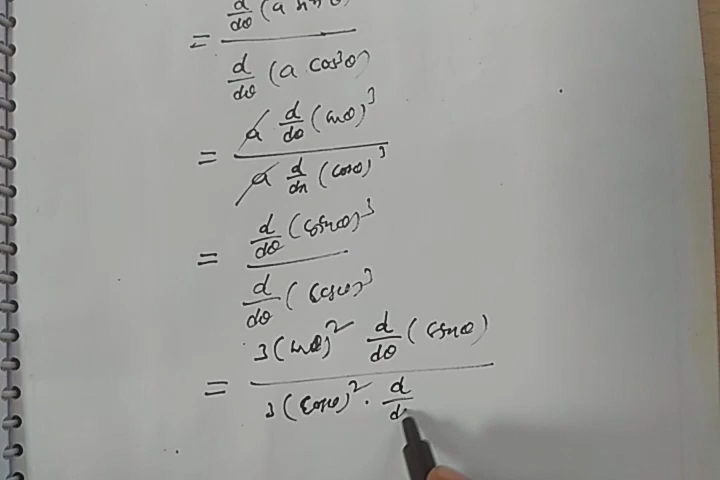 d/dθ (a sin³θ)
= ―
d/dθ (a cos³θ)
a d/dθ (sinθ)³
= ―
a d/dx (cosθ)³
d/dθ (sinθ)³
= ―
d/dθ (cosθ)³
3(sinθ)² d/dθ (sinθ)
= ―
3(cosθ)² · d/d